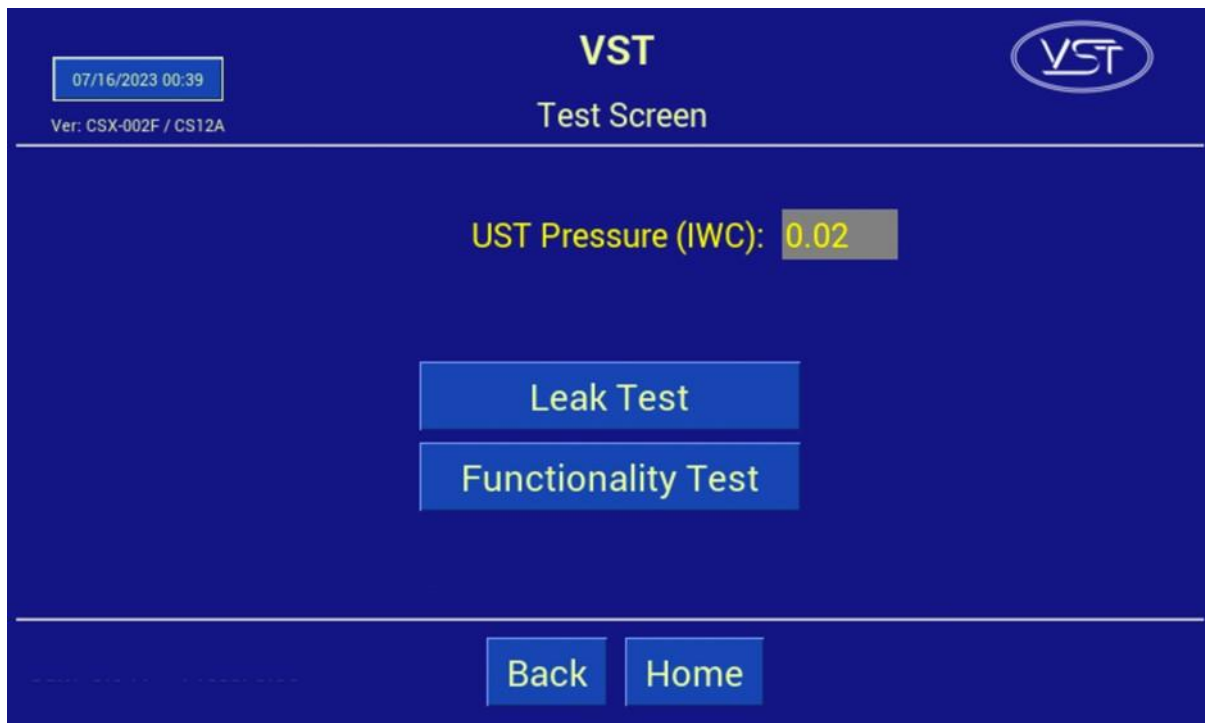 VST
VST
07/16/2023 00:39
Test Screen
Ver: CSX-002F / CS12A
UST Pressure (IWC): 0.02
Leak Test
Functionality Test
Back Home